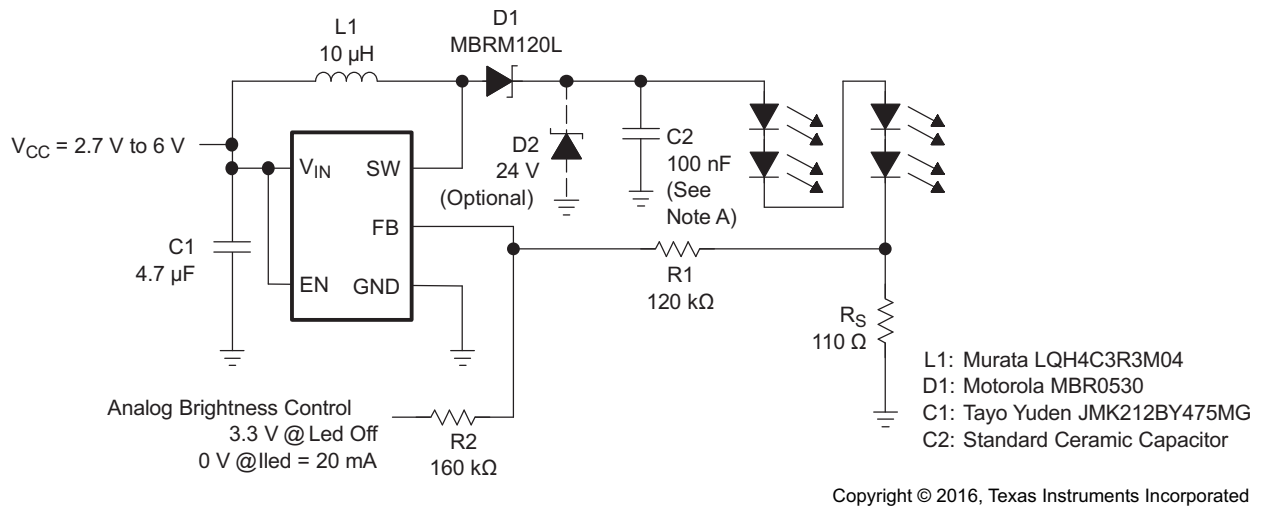 D1
MBRM120L
L1
10 µH
VCC = 2.7 V to 6 V
VIN
SW
D2
24 V
(Optional)
C2
100 nF
(See
Note A)
FB
C1
4.7 µF
EN
GND
R1
120 kΩ
RS
110 Ω
L1: Murata LQH4C3R3M04
D1: Motorola MBR0530
C1: Tayo Yuden JMK212BY475MG
C2: Standard Ceramic Capacitor
Analog Brightness Control
3.3 V @ Led Off
0 V @Iled = 20 mA
R2
160 kΩ
Copyright © 2016, Texas Instruments Incorporated